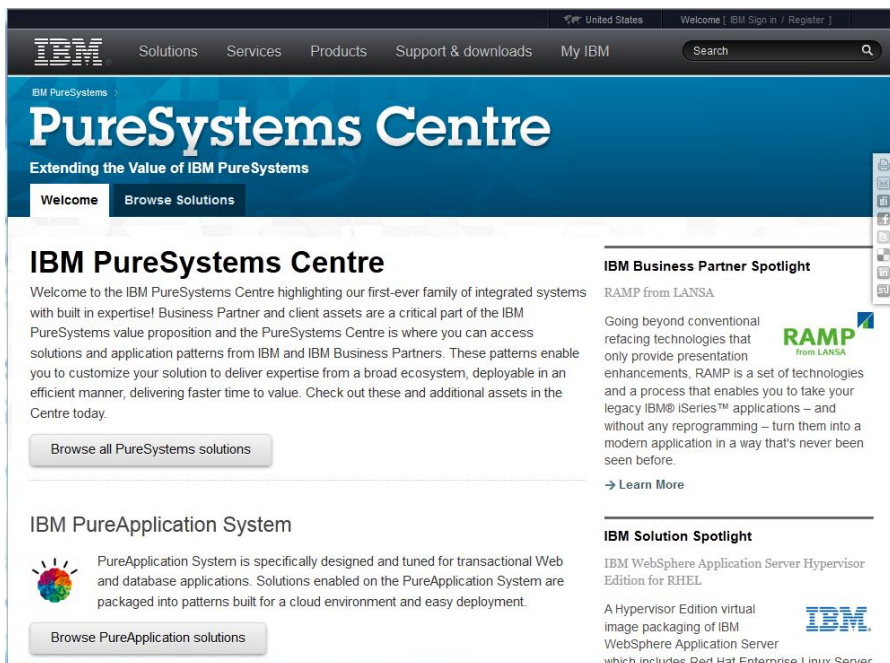 United States
Welcome [ IBM Sign in / Register ]
IBM
Solutions
Services
Products
Support & downloads
My IBM
Search
IBM PureSystems >
PureSystems Centre
Extending the Value of IBM PureSystems
Welcome
Browse Solutions
IBM PureSystems Centre
Welcome to the IBM PureSystems Centre highlighting our first-ever family of integrated systems
with built in expertise! Business Partner and client assets are a critical part of the IBM
PureSystems value proposition and the PureSystems Centre is where you can access
solutions and application patterns from IBM and IBM Business Partners. These patterns enable
you to customize your solution to deliver expertise from a broad ecosystem, deployable in an
efficient manner, delivering faster time to value. Check out these and additional assets in the
Centre today.
Browse all PureSystems solutions
IBM PureApplication System
PureApplication System is specifically designed and tuned for transactional Web
and database applications. Solutions enabled on the PureApplication System are
packaged into patterns built for a cloud environment and easy deployment.
Browse PureApplication solutions
IBM Business Partner Spotlight
RAMP from LANSA
Going beyond conventional
refacing technologies that
only provide presentation
enhancements, RAMP is a set of technologies
and a process that enables you to take your
legacy IBM® iSeries™ applications – and
without any reprogramming – turn them into a
modern application in a way that's never been
seen before.
RAMP
from LANSA
→ Learn More
IBM Solution Spotlight
IBM WebSphere Application Server Hypervisor
Edition for RHEL
A Hypervisor Edition virtual
image packaging of IBM
WebSphere Application Server
which includes Red Hat Enterprise Linux Server
IBM